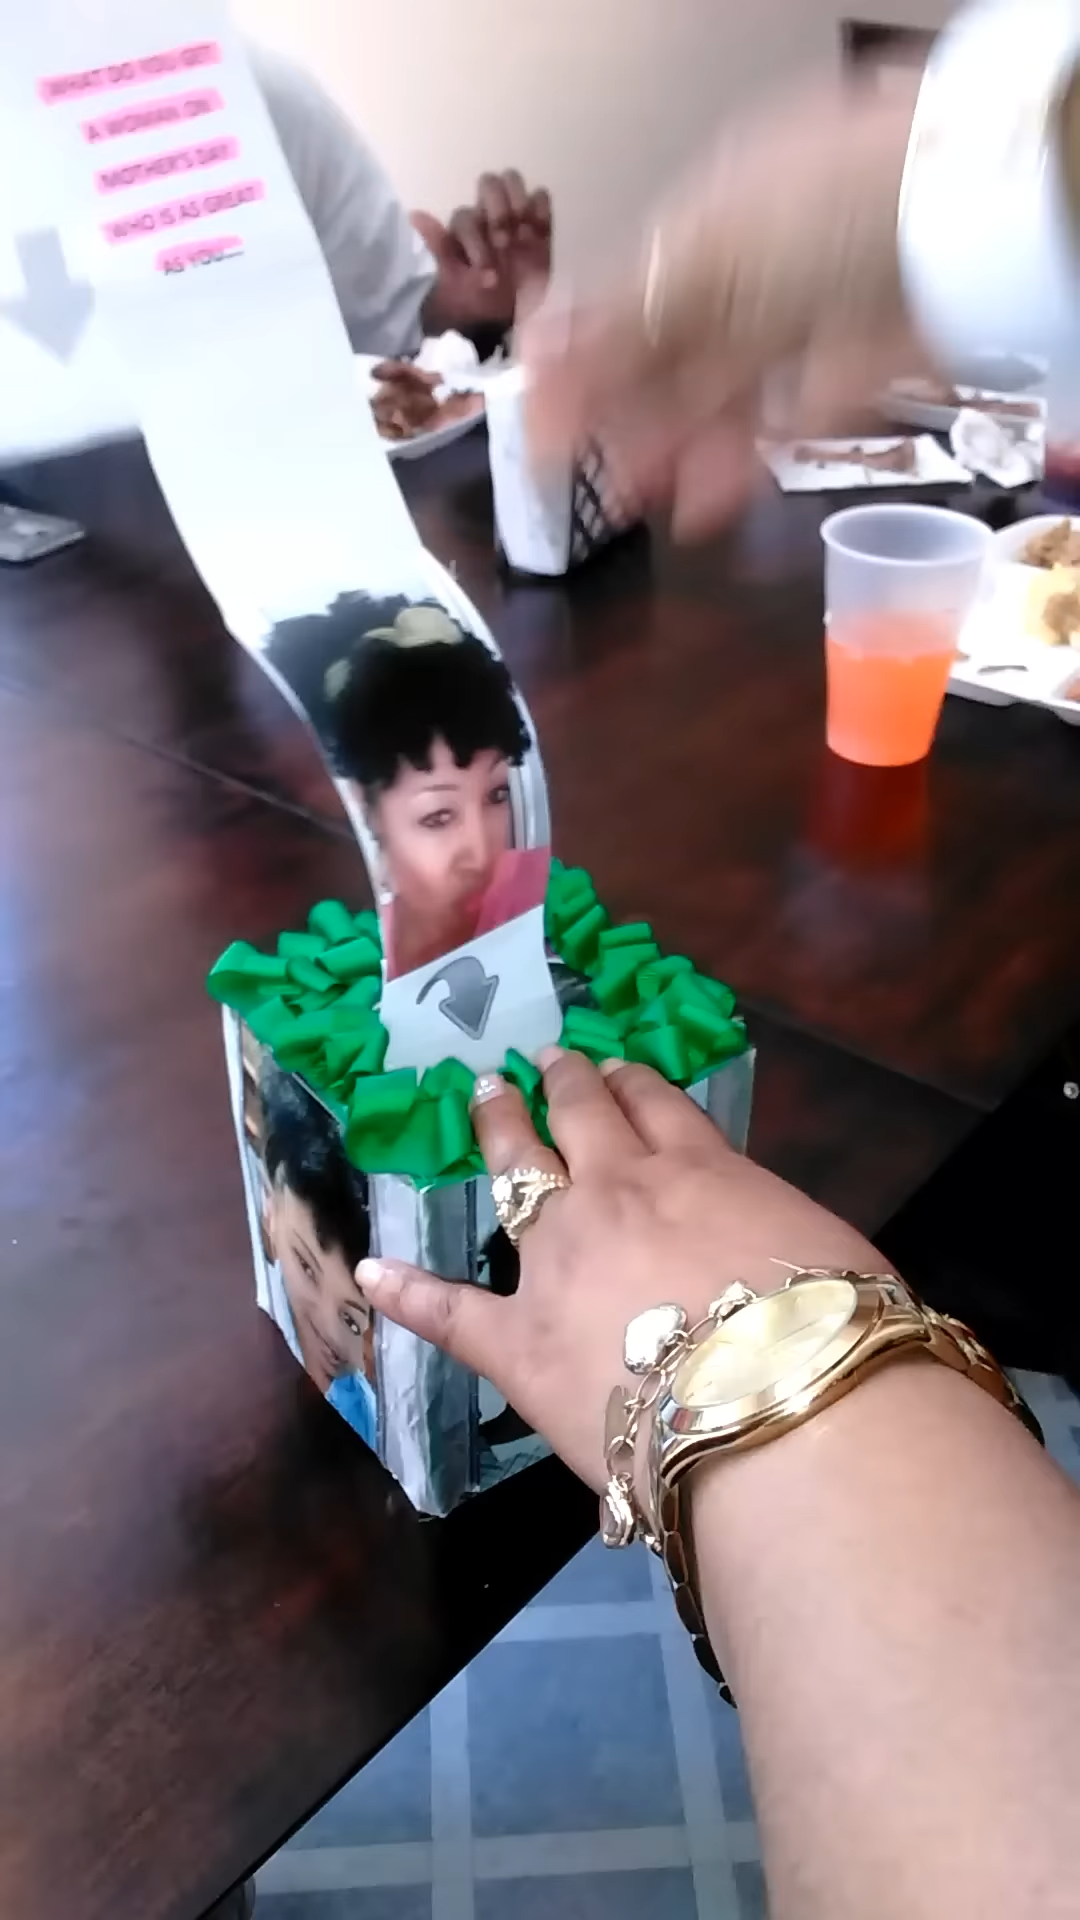 WHAT DO YOU GET
A WOMAN ON
MOTHER'S DAY
WHO IS AS GREAT
AS YOU...